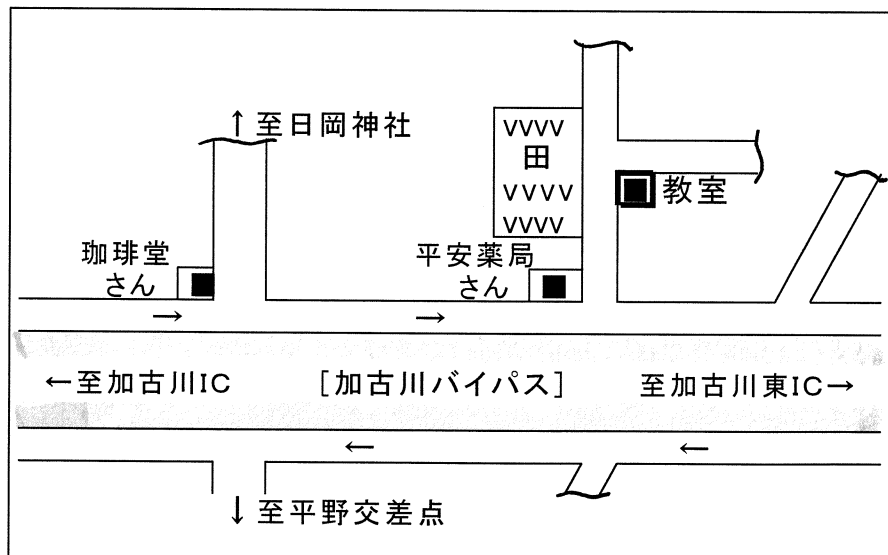 ↑至日岡神社
VVVV
田
VVVV
VVVV
教室
珈琲堂
さん
平安薬局
さん
→
→
←至加古川IC
[加古川バイパス]
至加古川東IC→
←
←
↓至平野交差点